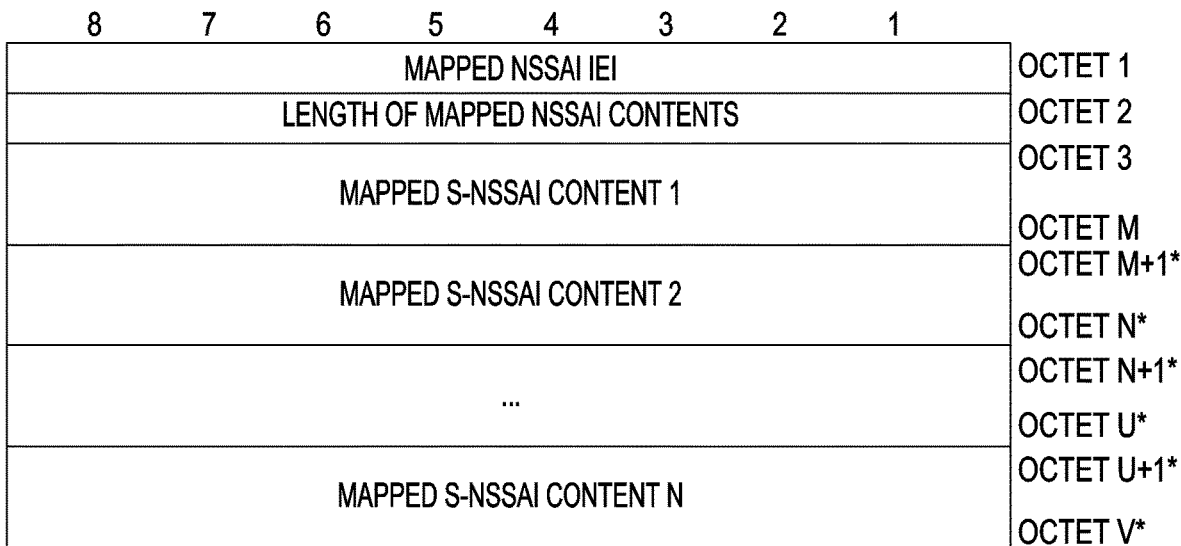 8 7 6 5 4 3 2 1
MAPPED NSSAI IEI OCTET 1
LENGTH OF MAPPED NSSAI CONTENTS OCTET 2
OCTET 3
MAPPED S-NSSAI CONTENT 1
OCTET M
OCTET M+1*
MAPPED S-NSSAI CONTENT 2
OCTET N*
OCTET N+1*
...
OCTET U*
OCTET U+1*
MAPPED S-NSSAI CONTENT N
OCTET V*